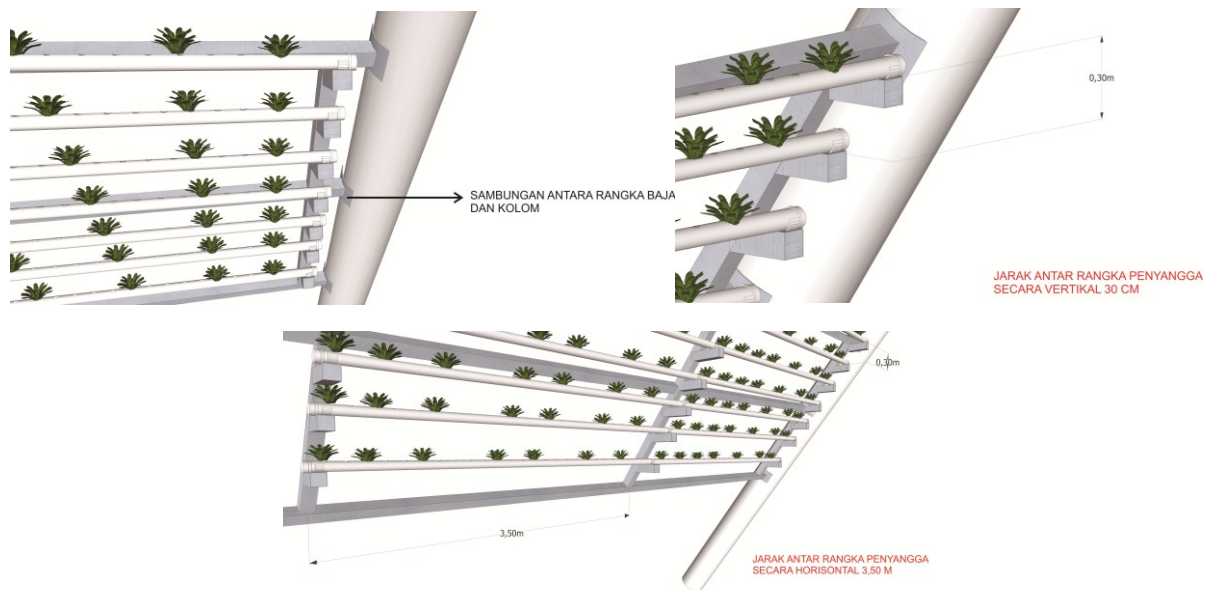 SAMBUNGAN ANTARA RANGKA BAJA
DAN KOLOM
0,30m
JARAK ANTAR RANGKA PENYANGGA
SECARA VERTIKAL 30 CM
0,30m
3,50m
JARAK ANTAR RANGKA PENYANGGA
SECARA HORISONTAL 3,50 M